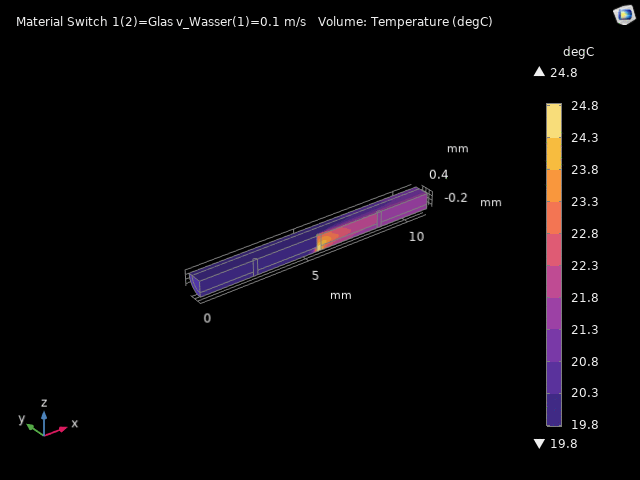 Material Switch 1(2)=Glas v_Wasser(1)=0.1 m/s   Volume: Temperature (degC)
degC
▲ 24.8
24.8
24.3
23.8
23.3
22.8
22.3
21.8
21.3
20.8
20.3
19.8
▼ 19.8
mm
0.4
-0.2
mm
10
5
mm
0
z
y
x